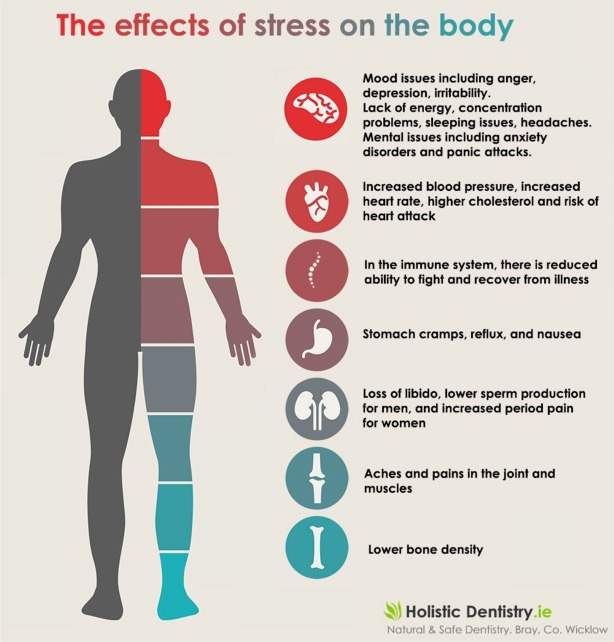 The effects of stress on the body
Mood issues including anger,
depression, irritability.
Lack of energy, concentration
problems, sleeping issues, headaches.
Mental issues including anxiety
disorders and panic attacks.
Increased blood pressure, increased
heart rate, higher cholesterol and risk of
heart attack
In the immune system, there is reduced
ability to fight and recover from illness
Stomach cramps, reflux, and nausea
Loss of libido, lower sperm production
for men, and increased period pain
for women
Aches and pains in the joint and
muscles
Lower bone density
Holistic Dentistry.ie
Natural & Safe Dentistry. Bray, Co. Wicklow